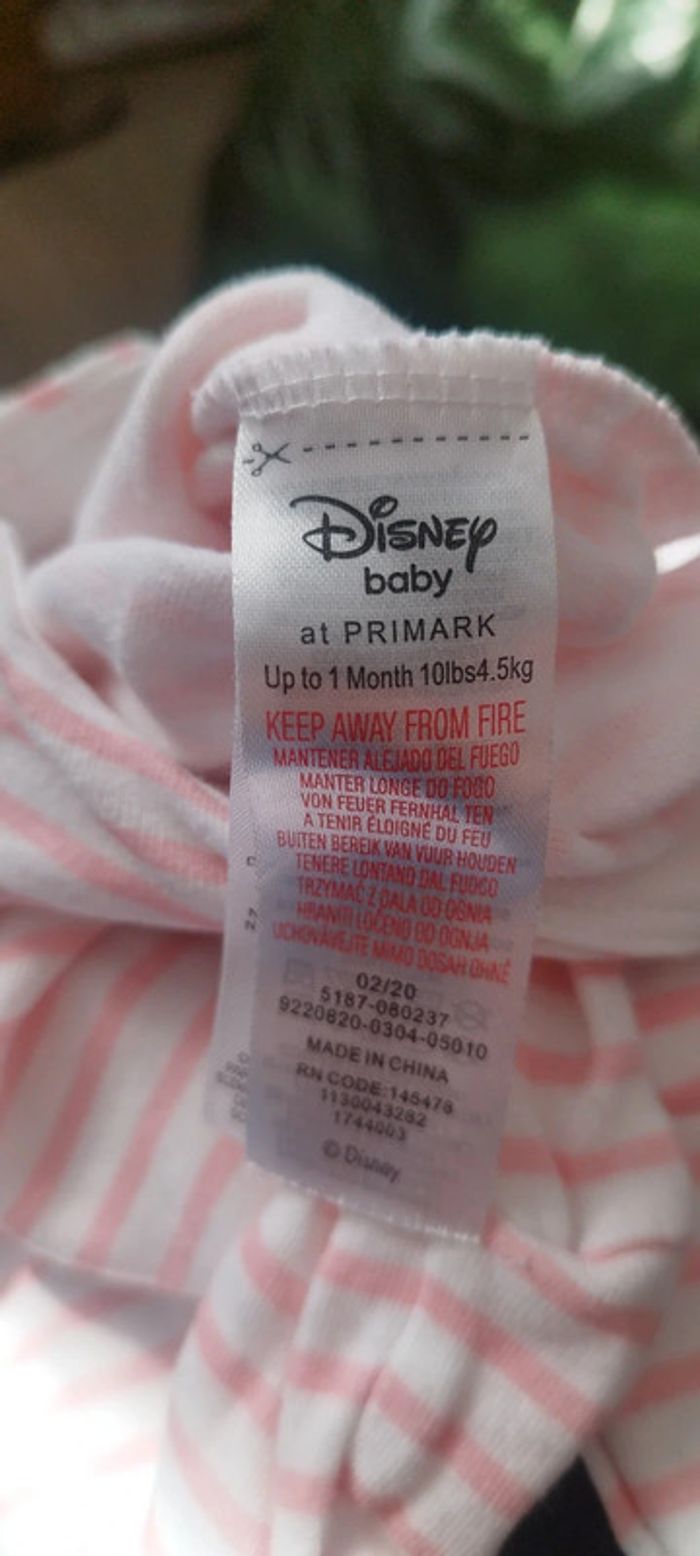 Disney
baby
at PRIMARK
Up to 1 Month 10lbs4.5kg
KEEP AWAY FROM FIRE
MANTENER ALEJADO DEL FUEGO
MANTER LONGE DO FOGO
VON FEUER FERNHAL TEN
A TENIR ÉLOIGNÉ DU FEU
BUITEN BEREIK VAN VUUR HOUDEN
TENERE LONTANO DAL FUOCO
TRZYMAĆ Z DALA OD OGNIA
HRANITI LOČENO OD OGNJA
UCHOVÁVEJTE MIMO DOSAH OHNĚ
02/20
5187-080237
9220820-0304-05010
MADE IN CHINA
RN CODE:145478
1130043282
1744003
© Disney